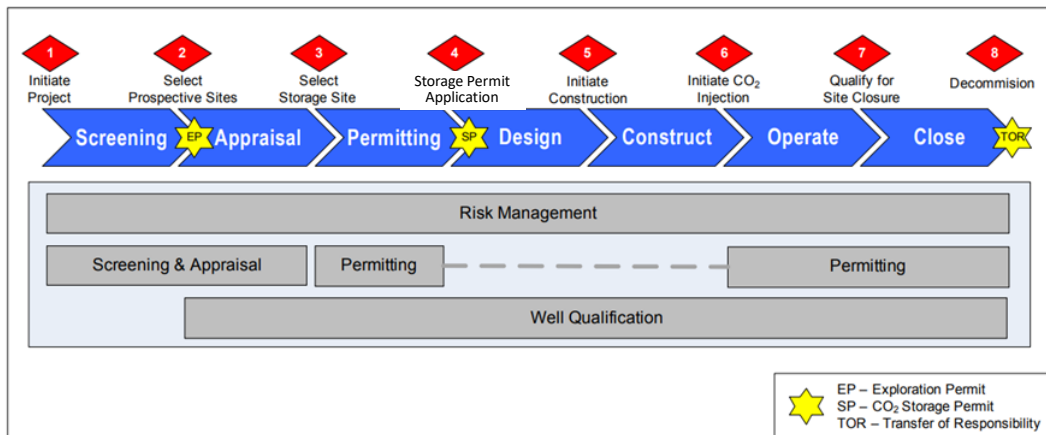 1
2
3
4
5
6
7
8
Initiate
Project
Select
Prospective Sites
Select
Storage Site
Storage Permit
Application
Initiate
Construction
Initiate CO2
Injection
Qualify for
Site Closure
Decommision
Screening
EP
Appraisal
Permitting
SP
Design
Construct
Operate
Close
TOR
Risk Management
Screening & Appraisal
Permitting
Permitting
Well Qualification
EP – Exploration Permit
SP – CO2 Storage Permit
TOR – Transfer of Responsibility